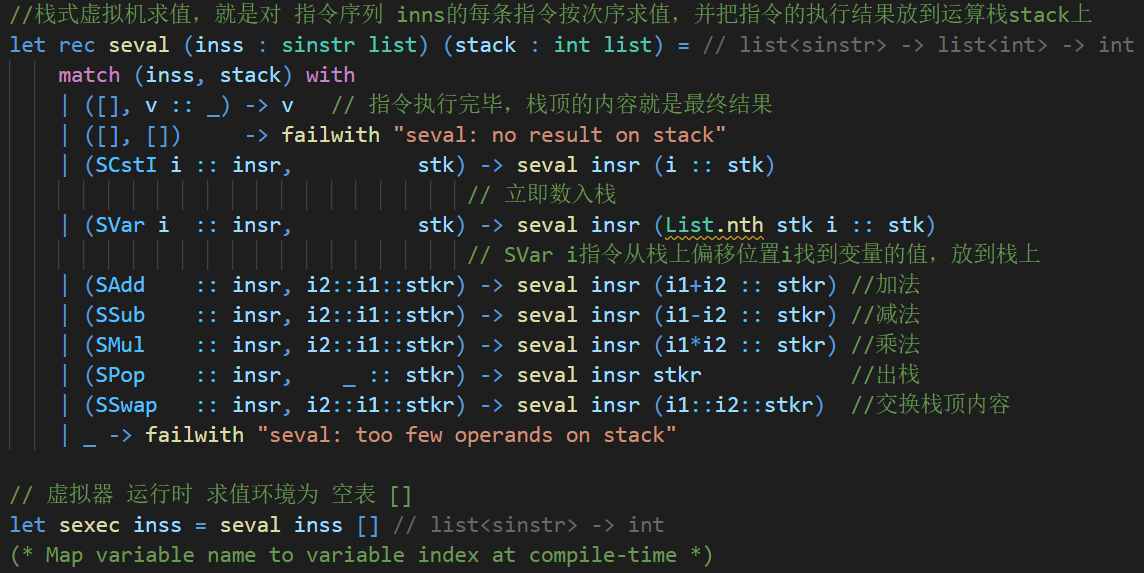 //栈式虚拟机求值，就是对 指令序列 inns的每条指令按次序求值，并把指令的执行结果放到运算栈stack上
let rec seval (inss : sinstr list) (stack : int list) = // list<sinstr> -> list<int> -> int
    match (inss, stack) with
    | ([], v :: _) -> v   // 指令执行完毕，栈顶的内容就是最终结果
    | ([], [])     -> failwith "seval: no result on stack"
    | (SCstI i :: insr,          stk) -> seval insr (i :: stk)
                                     // 立即数入栈
    | (SVar i  :: insr,          stk) -> seval insr (List.nth stk i :: stk)
                                     // SVar i指令从栈上偏移位置i找到变量的值，放到栈上
    | (SAdd    :: insr, i2::i1::stkr) -> seval insr (i1+i2 :: stkr) //加法
    | (SSub    :: insr, i2::i1::stkr) -> seval insr (i1-i2 :: stkr) //减法
    | (SMul    :: insr, i2::i1::stkr) -> seval insr (i1*i2 :: stkr) //乘法
    | (SPop    :: insr,    _ :: stkr) -> seval insr stkr            //出栈
    | (SSwap   :: insr, i2::i1::stkr) -> seval insr (i1::i2::stkr)  //交换栈顶内容
    | _ -> failwith "seval: too few operands on stack"
// 虚拟器 运行时 求值环境为 空表 []
let sexec inss = seval inss [] // list<sinstr> -> int
(* Map variable name to variable index at compile-time *)